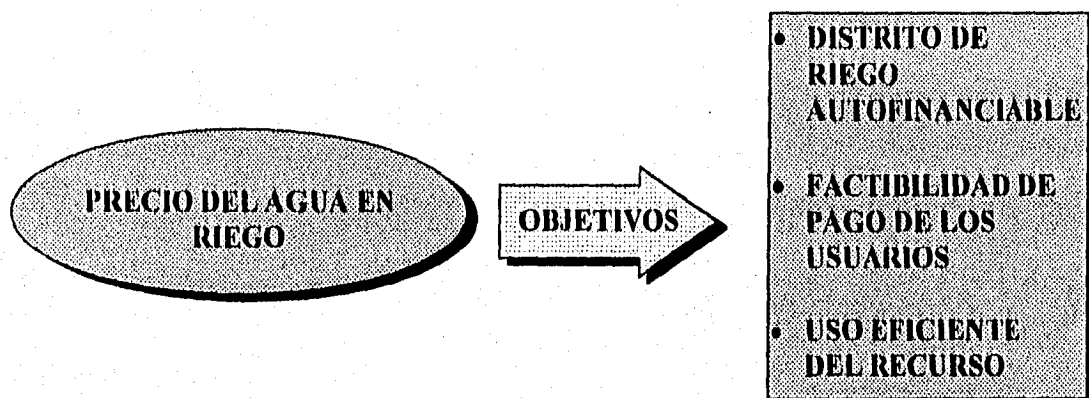 PRECIO DEL AGUA EN
RIEGO
OBJETIVOS
• DISTRITO DE
RIEGO
AUTOFINANCIABLE
• FACTIBILIDAD DE
PAGO DE LOS
USUARIOS
• USO EFICIENTE
DEL RECURSO